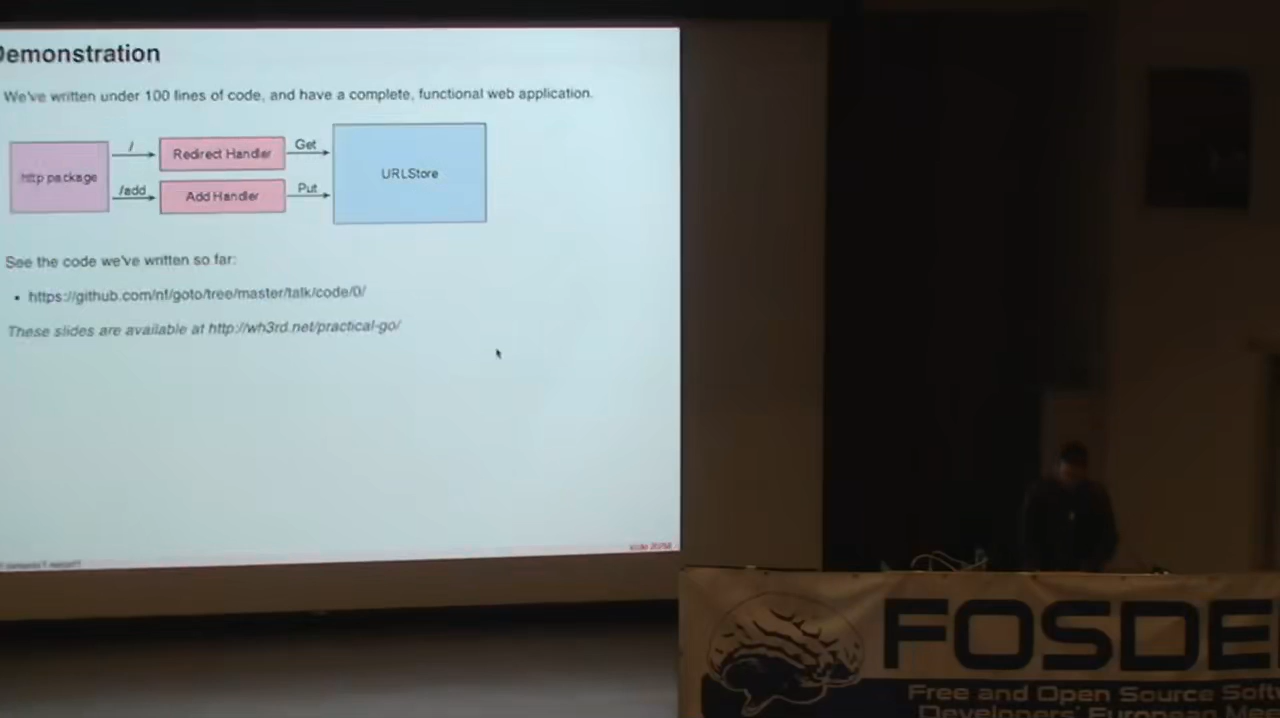 Demonstration
We've written under 100 lines of code, and have a complete, functional web application.
http package
/
/add
Redirect Handler
Add Handler
Get
Put
URLStore
See the code we've written so far:
• https://github.com/nf/goto/tree/master/talk/code/0/
These slides are available at http://wh3rd.net/practical-go/
FOSDE
Free and Open Source Soft
Developers' European Mee